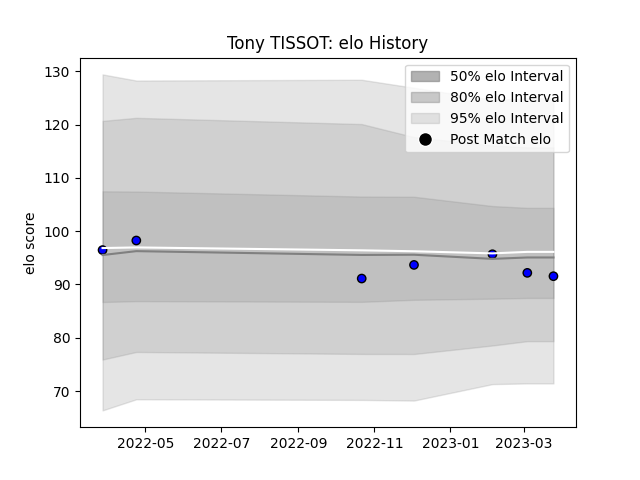 Tony TISSOT: elo History
130
120
110
100
90
80
70
elo score
50% elo Interval
80% elo Interval
95% elo Interval
Post Match elo
2022-05
2022-07
2022-09
2022-11
2023-01
2023-03